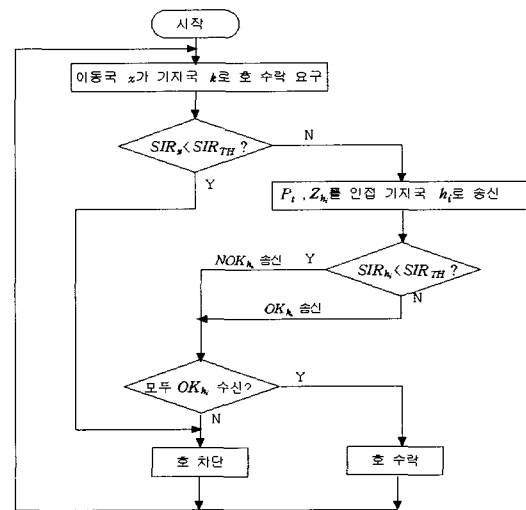 시작
이동국 z가 기지국 k로 호 수락 요구
SIR_z < SIR_TH ?
N
Y
P_t , Z_{h_i}를 인접 기지국 h_i로 송신
NOK_{h_i} 송신
Y
SIR_{h_i} < SIR_TH ?
N
OK_{h_i} 송신
모두 OK_{h_i} 수신?
Y
N
호 차단
호 수락